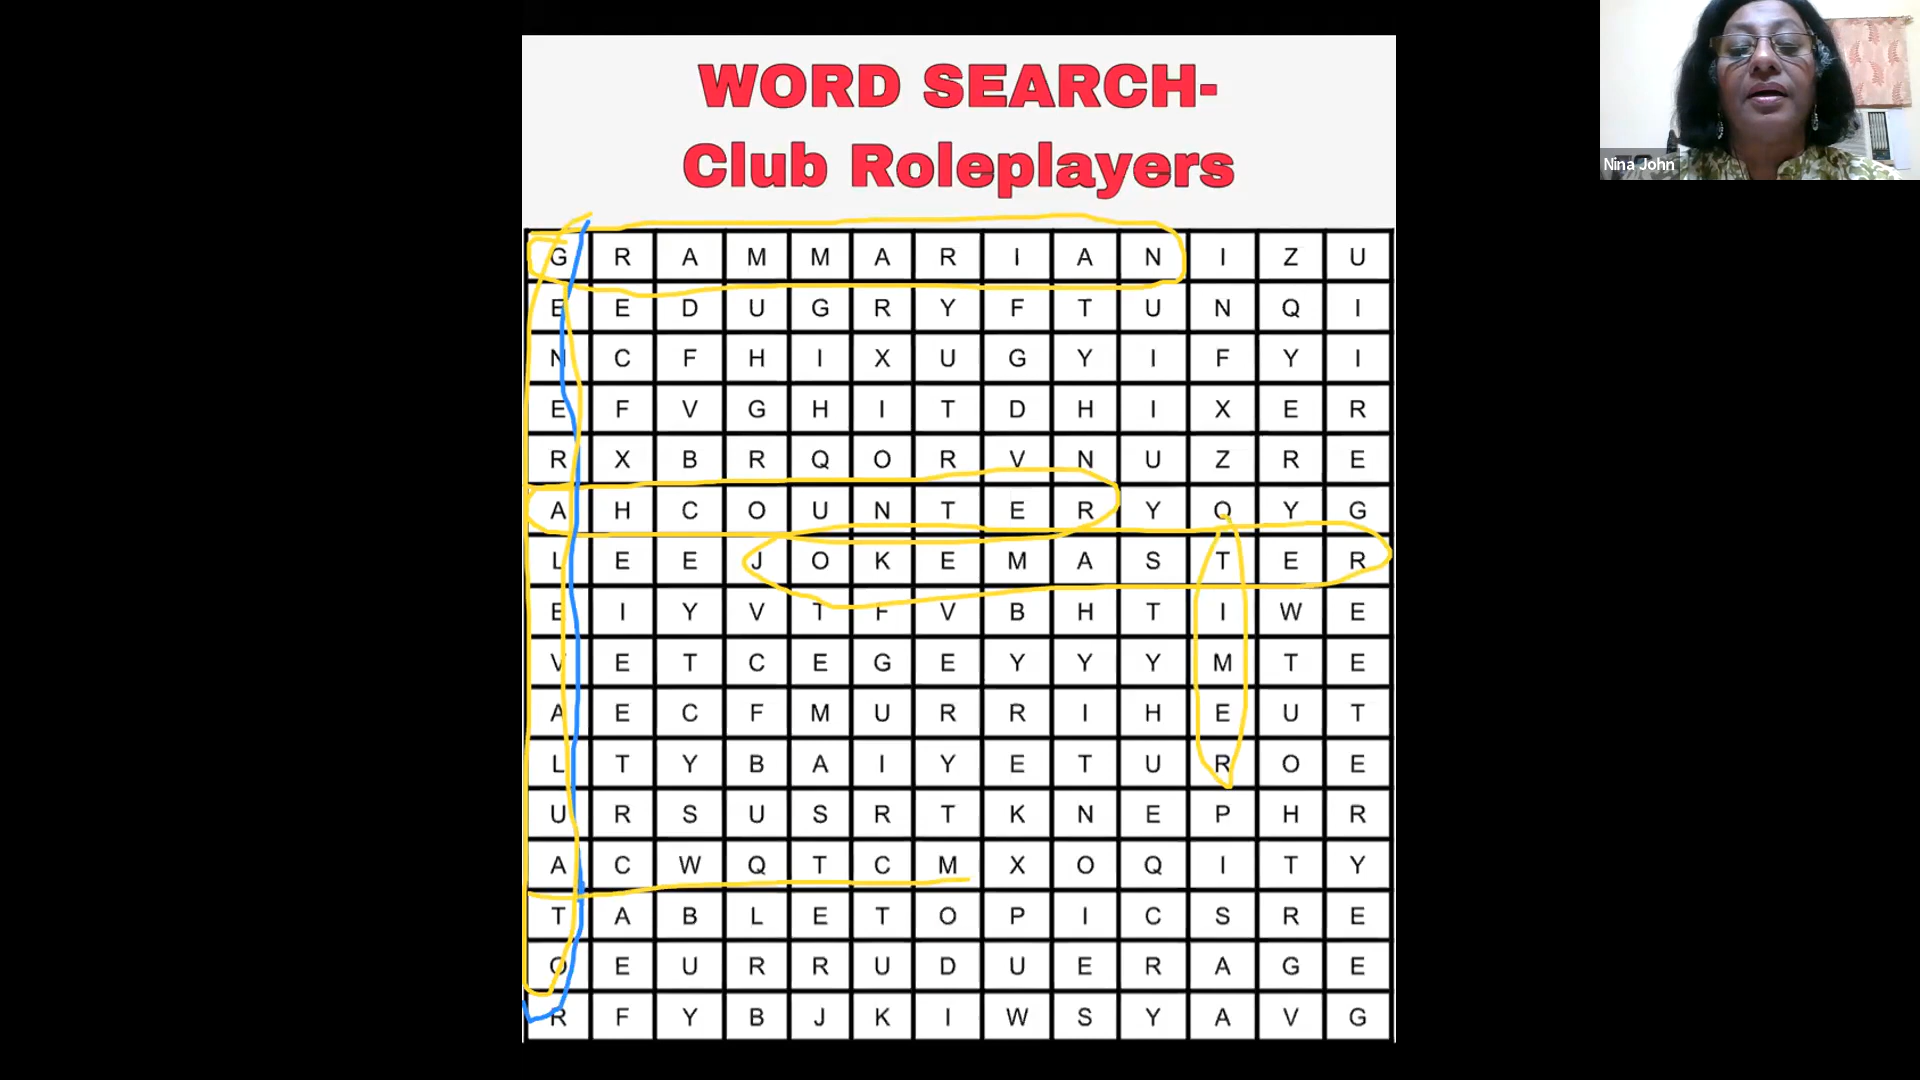 WORD SEARCH-
Club Roleplayers
Nina John
G R A M M A R I A N I Z U
E E D U G R Y F T U N Q I
N C F H I X U G Y I F Y I
E F V G H I T D H I X E R
R X B R Q O R V N U Z R E
A H C O U N T E R Y Q Y G
L E E J O K E M A S T E R
E I Y V T F V B H T I W E
V E T C E G E Y Y Y M T E
A E C F M U R R I H E U T
L T Y B A I Y E T U R O E
U R S U S R T K N E P H R
A C W Q T C M X O Q I T Y
T A B L E T O P I C S R E
O E U R R U D U E R A G E
R F Y B J K I W S Y A V G